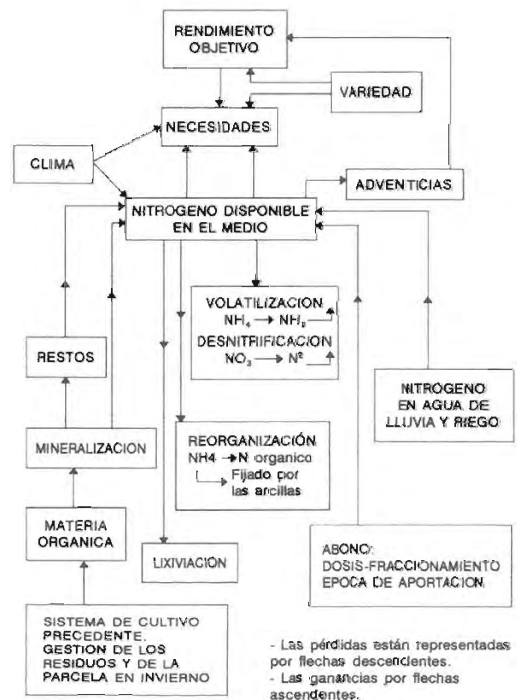 RENDIMIENTO
OBJETIVO
VARIEDAD
NECESIDADES
CLIMA
ADVENTICIAS
NITROGENO DISPONIBLE
EN EL MEDIO
VOLATILIZACION
NH₄ → NH₃
DESNITRIIFICACION
NO₃ → N²
RESTOS
NITROGENO
EN AGUA DE
LLUVIA Y RIEGO
MINERALIZACION
REORGANIZACIÓN
NH4 → N organico
Fijado por
las arcillas
MATERIA
ORGANICA
LIXIVIACIÓN
ABONO:
DOSIS-FRACCIONAMIENTO
EPOCA DE APORTACION.
SISTEMA DE CULTIVO
PRECEDENTE.
GESTION DE LOS
RESIDUOS Y DE LA
PARCELA EN INVIERNO
- Las pérdidas están representadas
por flechas descendentes.
- Las ganancias por flechas
ascendentes.